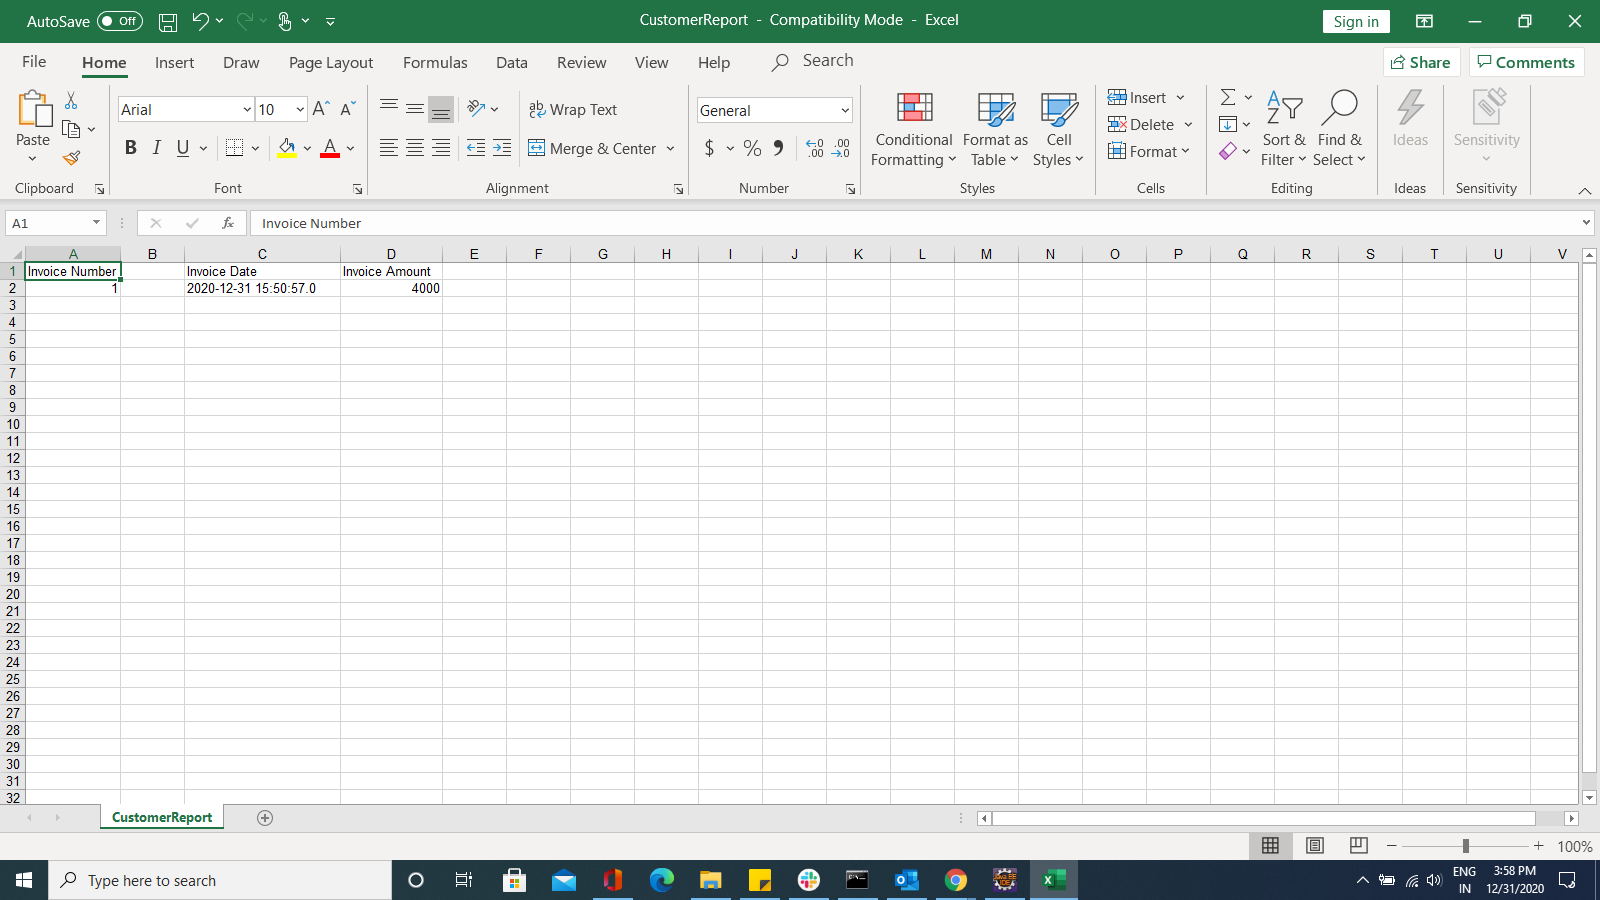 AutoSave Off CustomerReport - Compatibility Mode - Excel Sign in
File Home Insert Draw Page Layout Formulas Data Review View Help Search Share Comments
Paste Arial 10 A A ab Wrap Text General Conditional Formatting Format as Table Cell Styles Insert Delete Format Sort & Filter Find & Select Ideas Sensitivity
B I U A Merge & Center $ % , .00 .00
Clipboard Font Alignment Number Styles Cells Editing Ideas Sensitivity
A1 fx Invoice Number
A B C D E F G H I J K L M N O P Q R S T U V
1 Invoice Number Invoice Date Invoice Amount
2 1 2020-12-31 15:50:57.0 4000
3
4
5
6
7
8
9
10
11
12
13
14
15
16
17
18
19
20
21
22
23
24
25
26
27
28
29
30
31
32
CustomerReport
100%
Type here to search ENG 3:58 PM
IN 12/31/2020